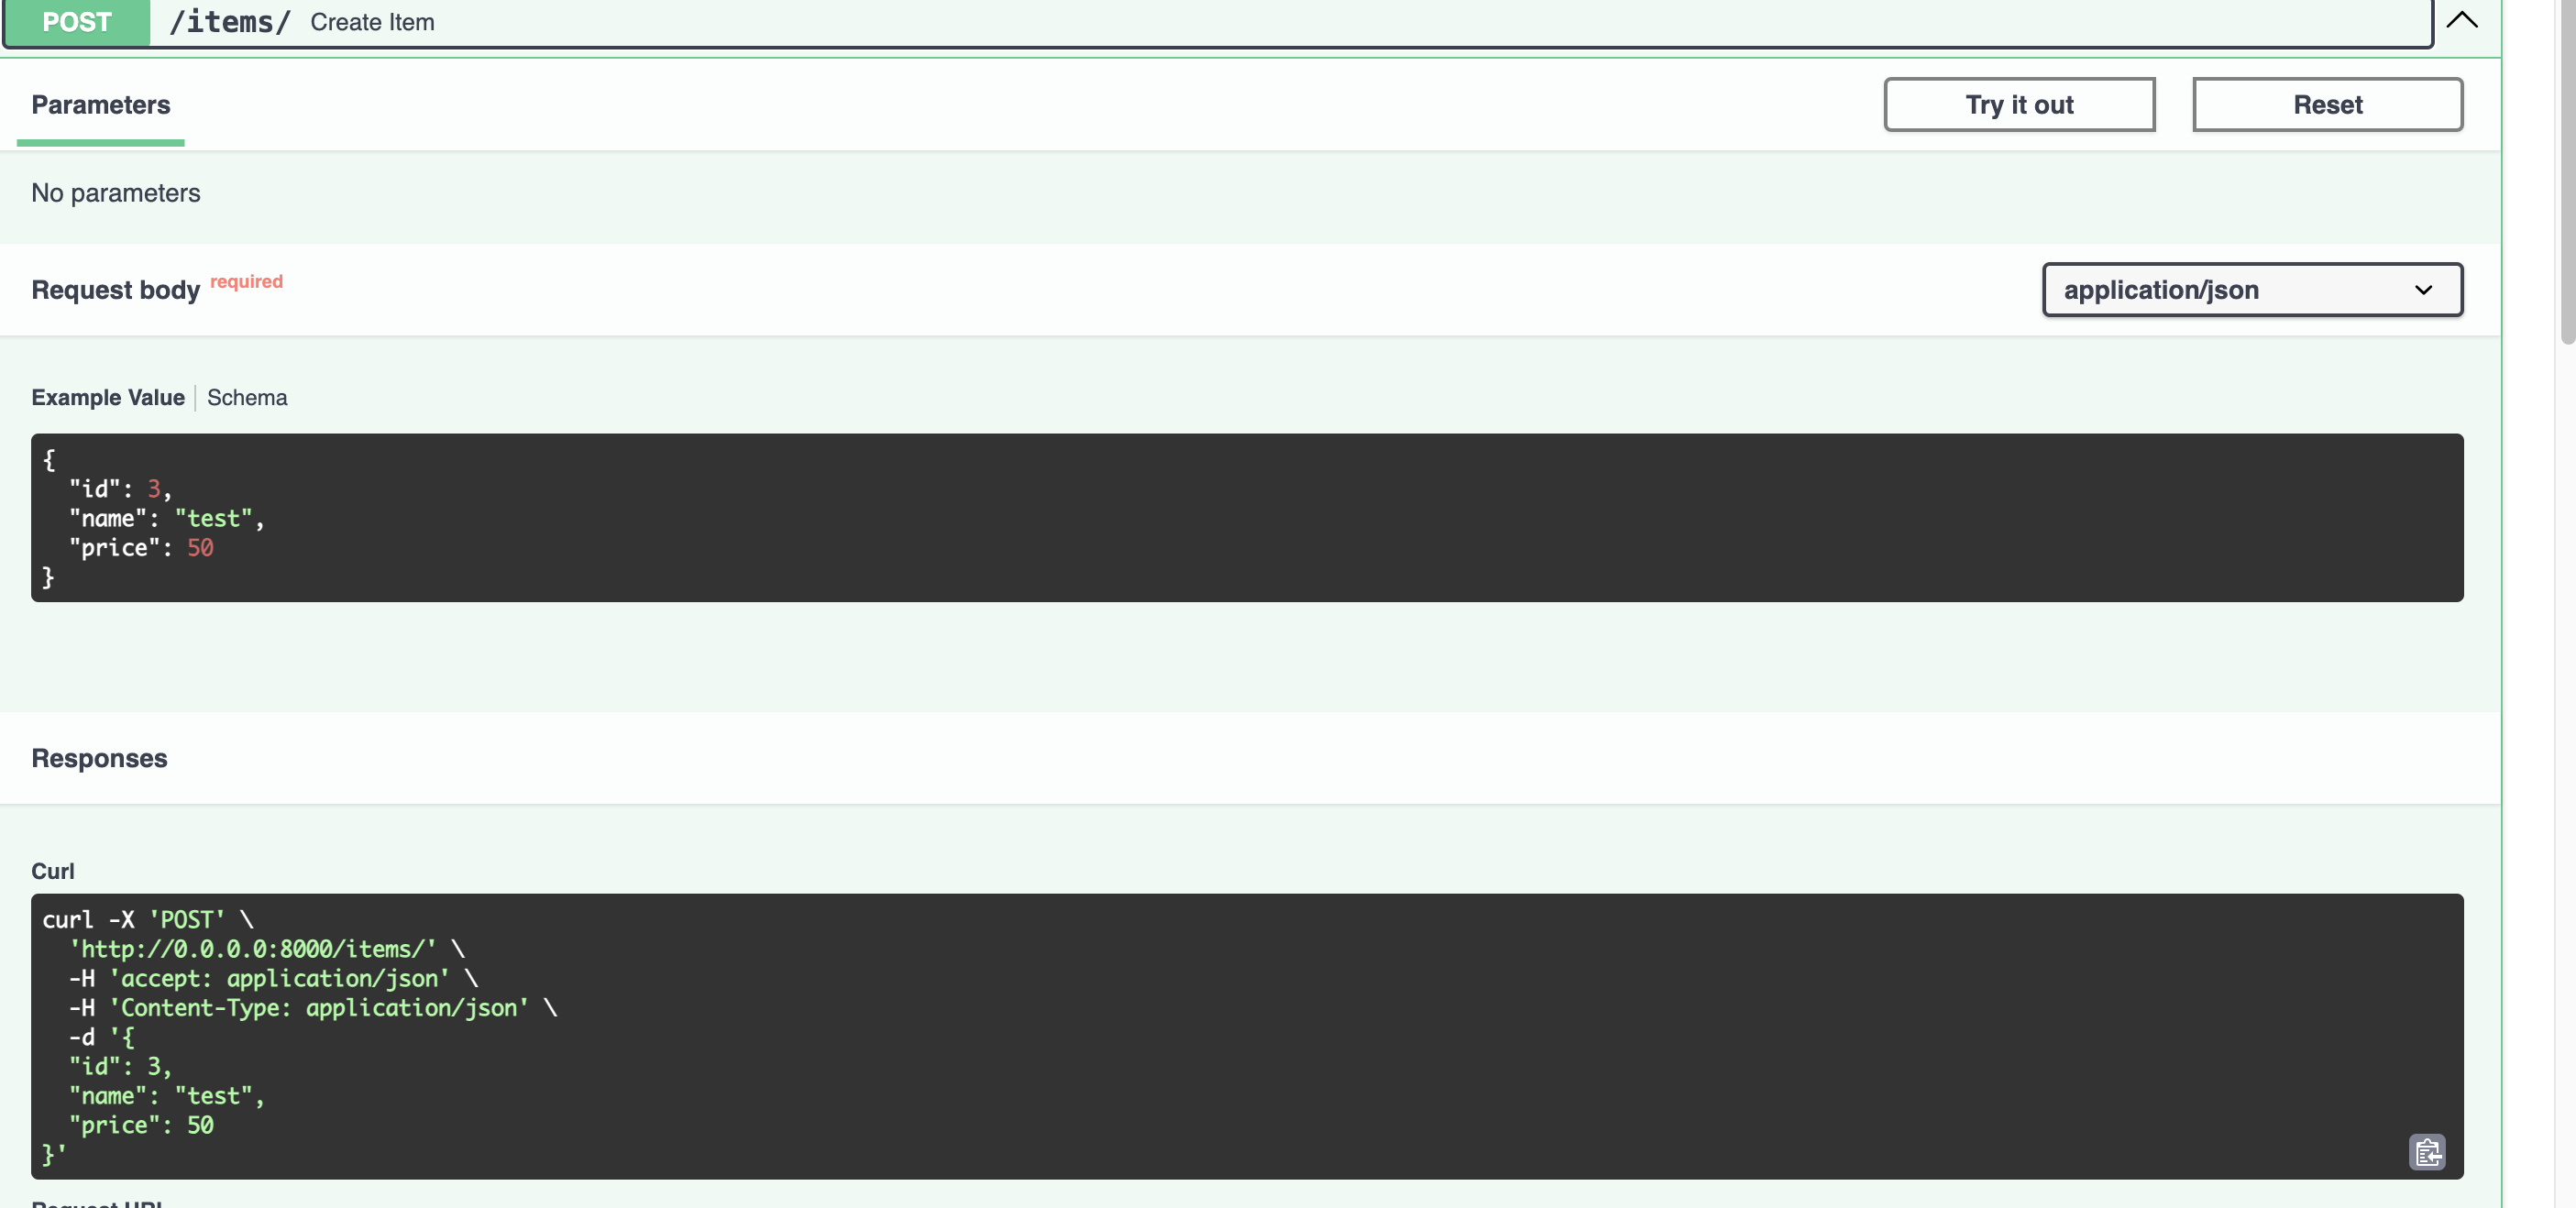 POST /items/ Create Item
Parameters
Try it out
Reset
No parameters
Request body required
application/json
Example Value Schema
{
  "id": 3,
  "name": "test",
  "price": 50
}
Responses
Curl
curl -X 'POST' \
  'http://0.0.0.0:8000/items/' \
  -H 'accept: application/json' \
  -H 'Content-Type: application/json' \
  -d '{
  "id": 3,
  "name": "test",
  "price": 50
}'
Request URL